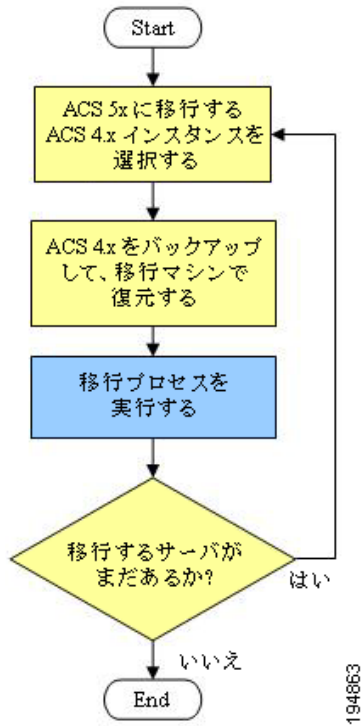 Start
ACS 5x に移行する
ACS 4.x インスタンスを
選択する
ACS 4.x をバックアップ
して、移行マシンで
復元する
移行プロセスを
実行する
移行するサーバが
まだあるか?
はい
いいえ
End
194863